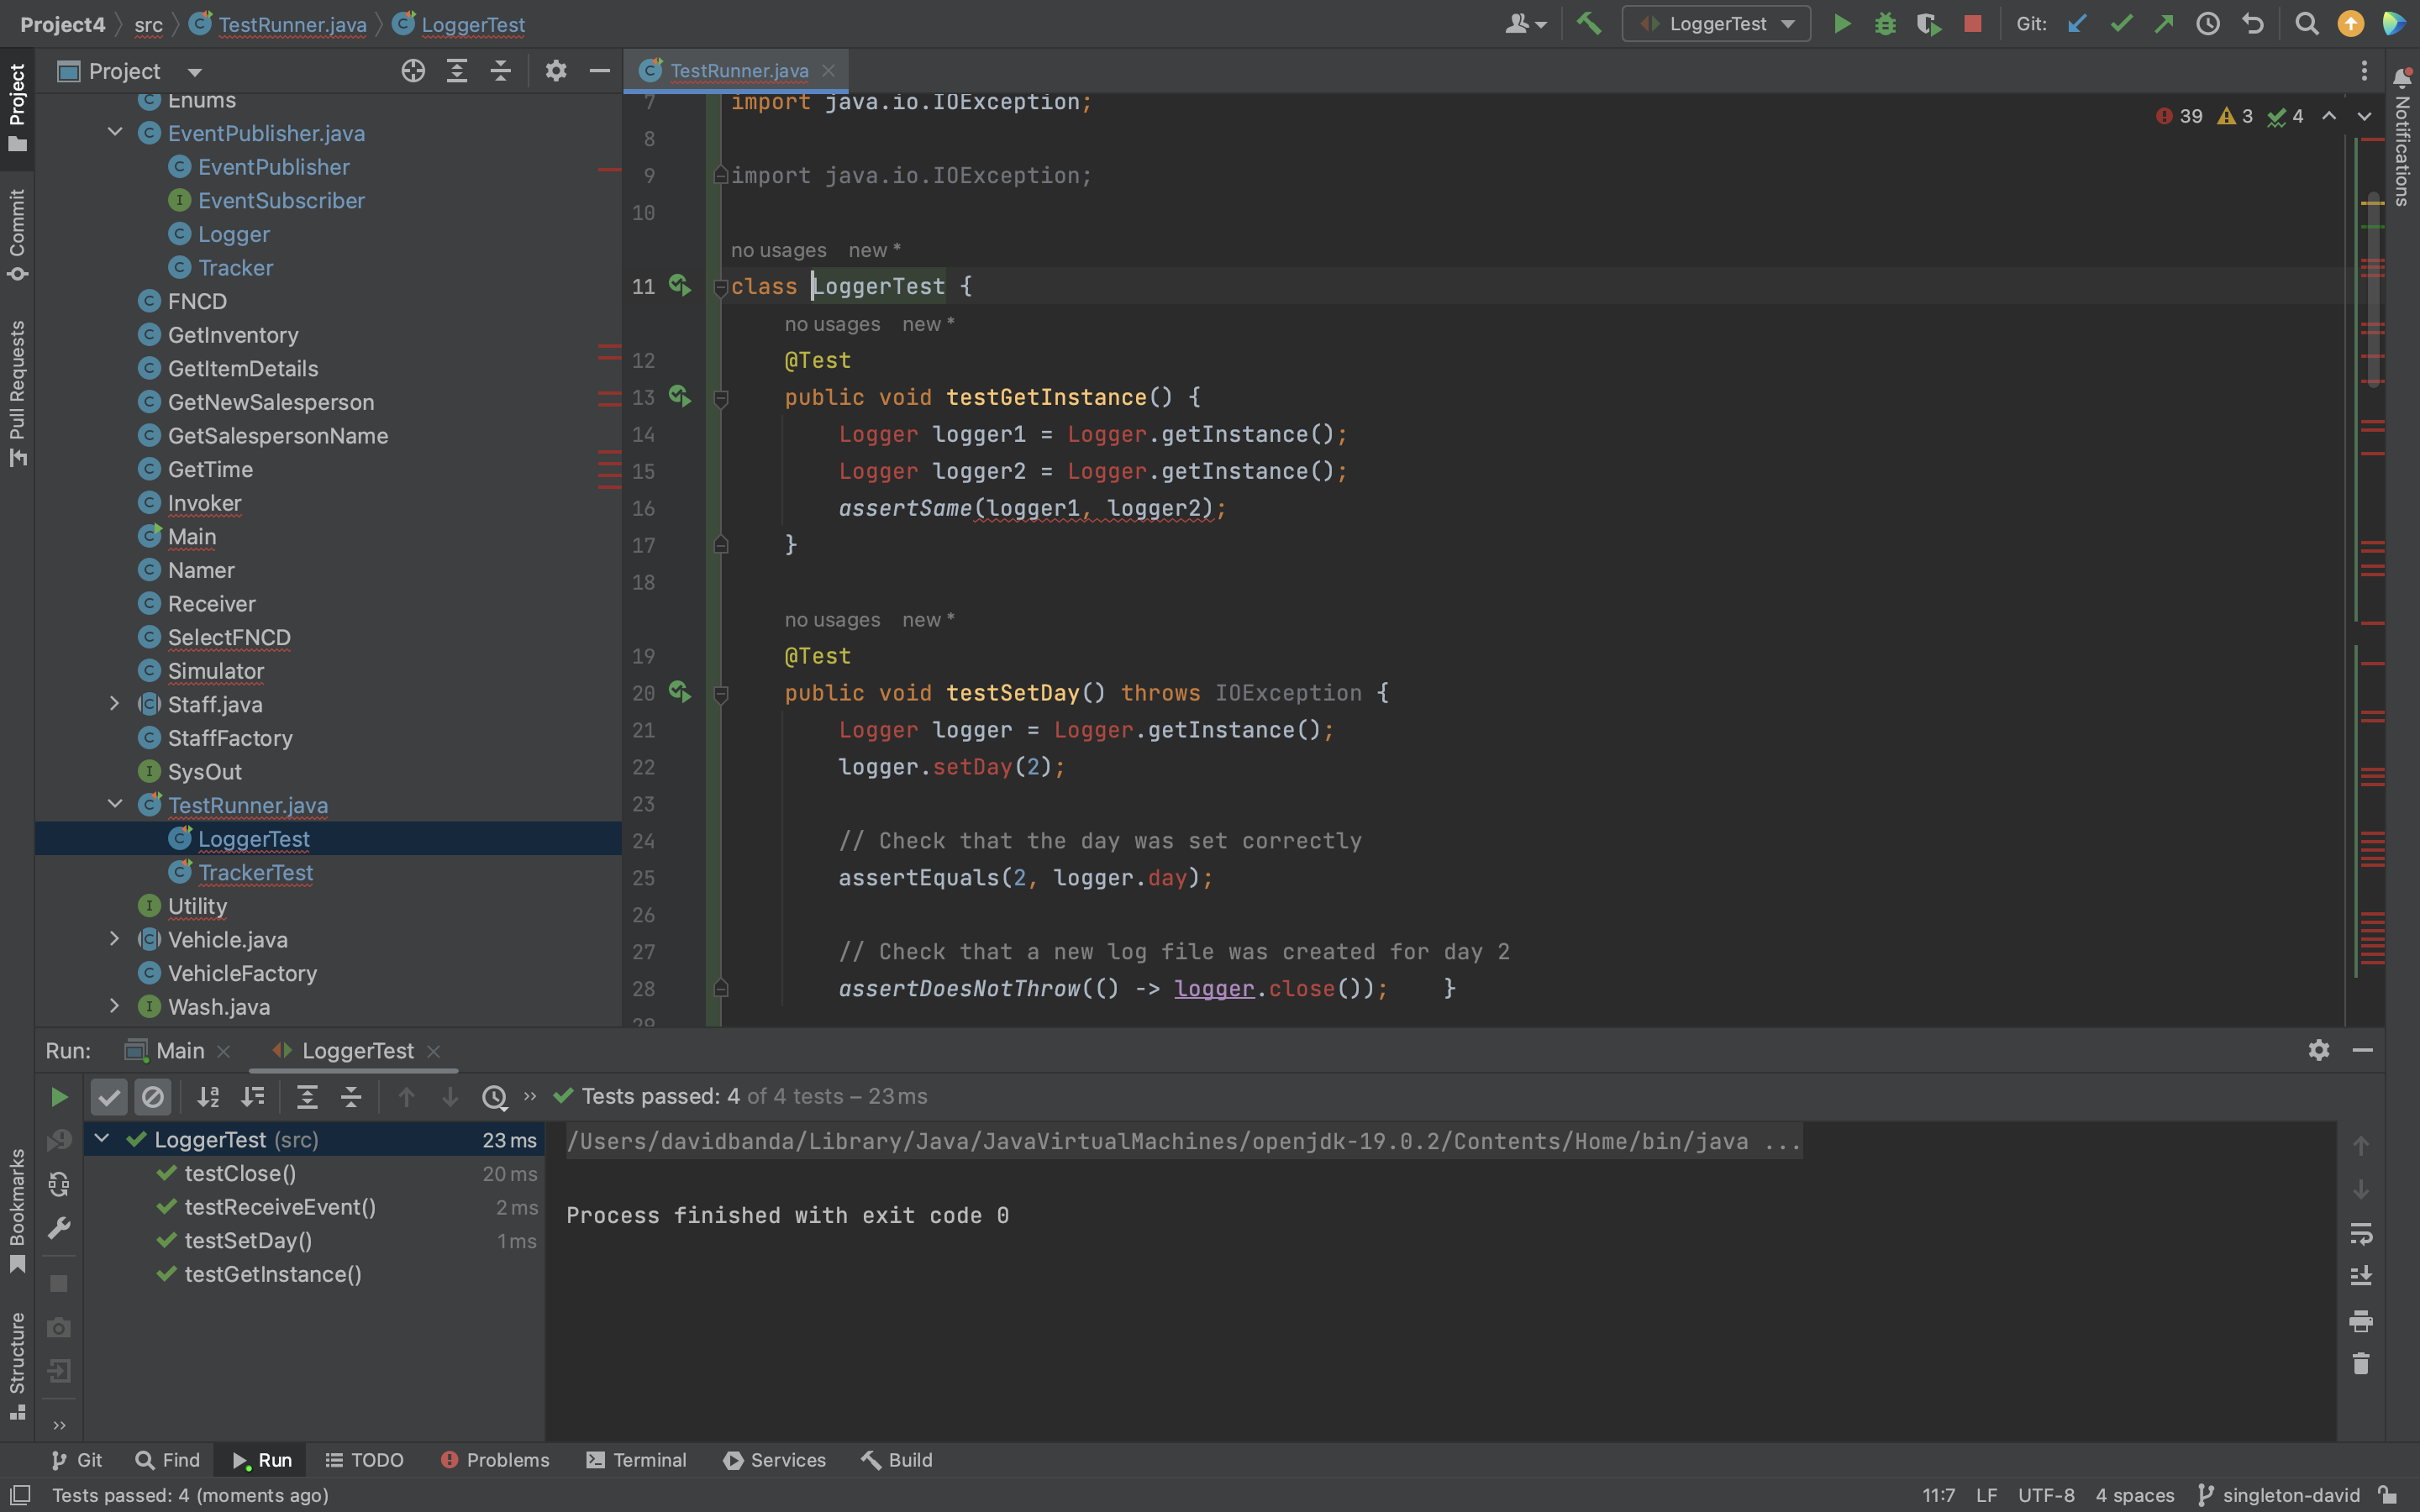 Project4 src TestRunner.java LoggerTest
LoggerTest Git:
Project
Commit
Pull Requests
Bookmarks
Structure
Project
Enums
EventPublisher.java
EventPublisher
EventSubscriber
Logger
Tracker
FNCD
GetInventory
GetItemDetails
GetNewSalesperson
GetSalespersonName
GetTime
Invoker
Main
Namer
Receiver
SelectFNCD
Simulator
Staff.java
StaffFactory
SysOut
TestRunner.java
LoggerTest
TrackerTest
Utility
Vehicle.java
VehicleFactory
Wash.java
TestRunner.java
39 3 4
Notifications
7 import java.io.IOException;
8
9 import java.io.IOException;
10
no usages new *
11 class LoggerTest {
no usages new *
12 @Test
13 public void testGetInstance() {
14 Logger logger1 = Logger.getInstance();
15 Logger logger2 = Logger.getInstance();
16 assertSame(logger1, logger2);
17 }
18
no usages new *
19 @Test
20 public void testSetDay() throws IOException {
21 Logger logger = Logger.getInstance();
22 logger.setDay(2);
23
24 // Check that the day was set correctly
25 assertEquals(2, logger.day);
26
27 // Check that a new log file was created for day 2
28 assertDoesNotThrow(() -> logger.close()); }
29
Run: Main LoggerTest
Tests passed: 4 of 4 tests – 23 ms
LoggerTest (src) 23 ms
testClose() 20 ms
testReceiveEvent() 2 ms
testSetDay() 1 ms
testGetInstance()
/Users/davidbanda/Library/Java/JavaVirtualMachines/openjdk-19.0.2/Contents/Home/bin/java ...
Process finished with exit code 0
Git Find Run TODO Problems Terminal Services Build
Tests passed: 4 (moments ago)
11:7 LF UTF-8 4 spaces singleton-david